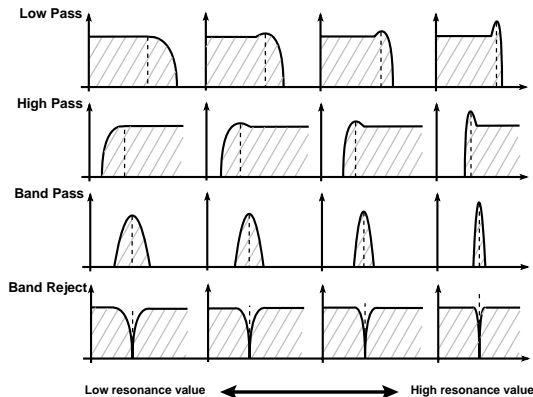 Low Pass
High Pass
Band Pass
Band Reject
Low resonance value High resonance value